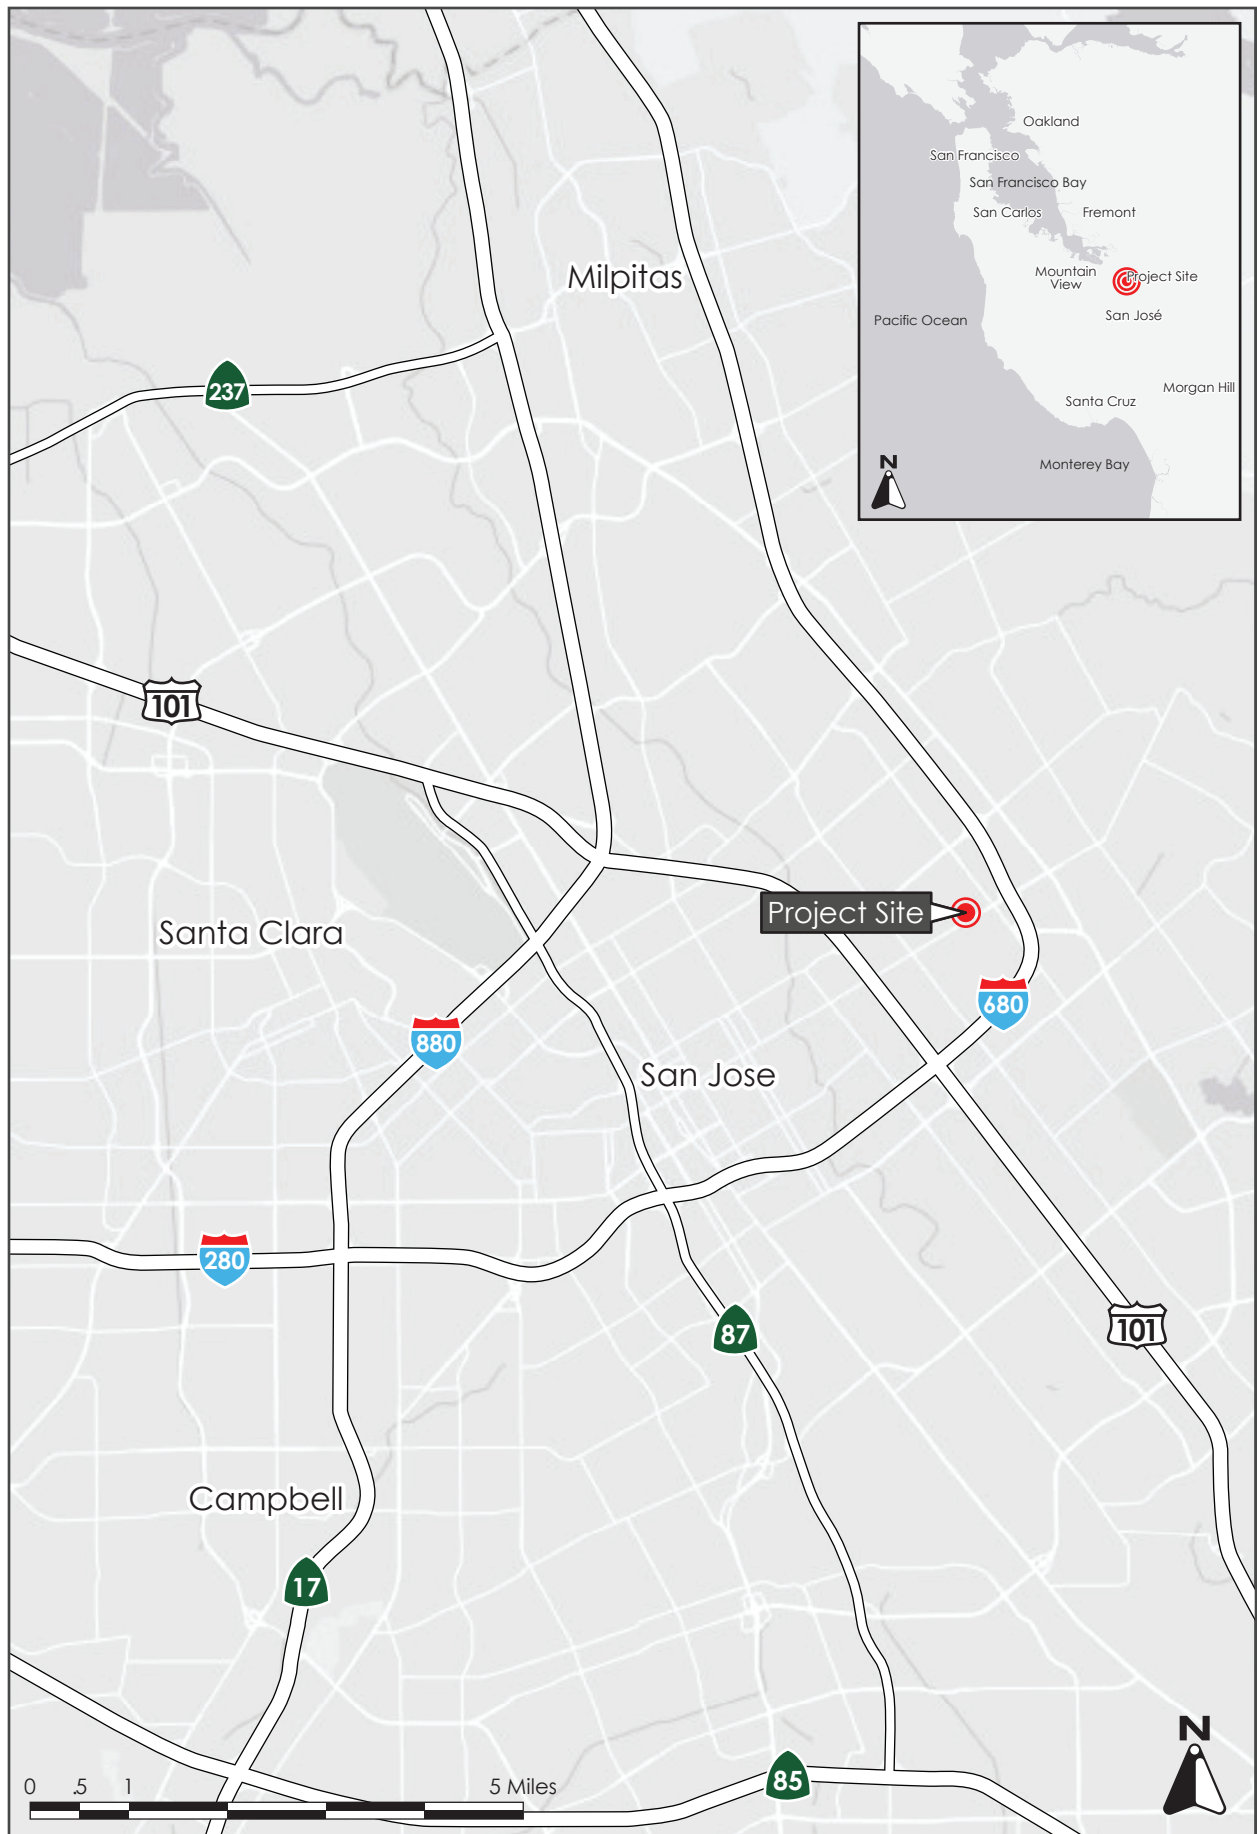 Oakland
San Francisco
San Francisco Bay
San Carlos
Fremont
Mountain
View
Project Site
San José
Pacific Ocean
Morgan Hill
Santa Cruz
Monterey Bay
N
Milpitas
237
101
Project Site
Santa Clara
680
880
San Jose
280
87
101
Campbell
17
N
85
0 .5 1 5 Miles